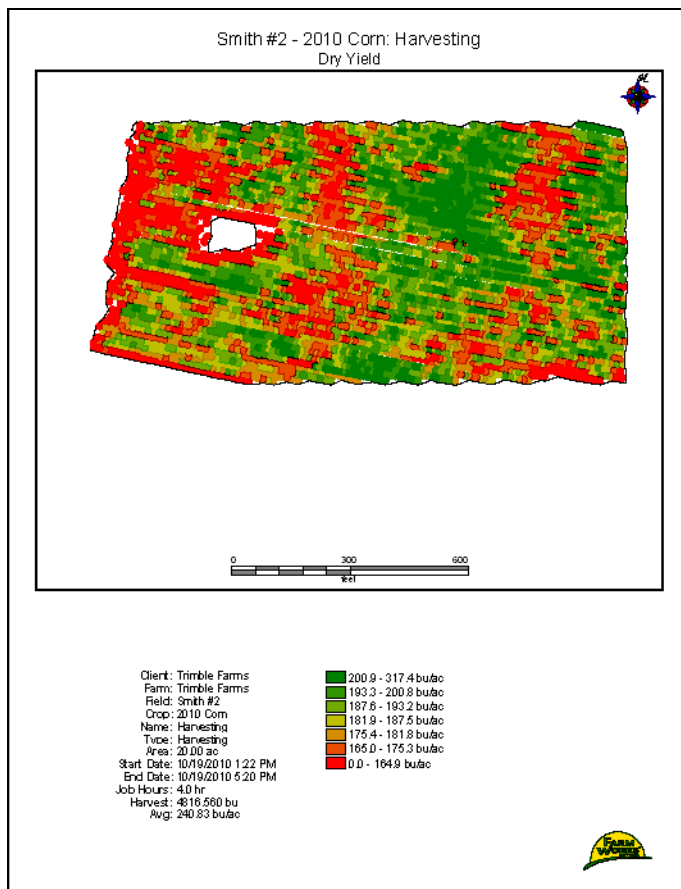 Smith #2 - 2010 Corn: Harvesting
Dry Yield
0 300 600
feet
Client: Trimble Farms
Farm: Trimble Farms
Field: Smith #2
Crop: 2010 Corn
Name: Harvesting
Type: Harvesting
Area: 20.00 ac
Start Date: 10/19/2010 1:22 PM
End Date: 10/19/2010 5:20 PM
Job Hours: 4.0 hr
Harvest: 4816.560 bu
Avg: 240.83 bu/ac
200.9 - 317.4 bu/ac
193.3 - 200.8 bu/ac
187.6 - 193.2 bu/ac
181.9 - 187.5 bu/ac
175.4 - 181.8 bu/ac
165.0 - 175.3 bu/ac
0.0 - 164.9 bu/ac
FARM
WORKS